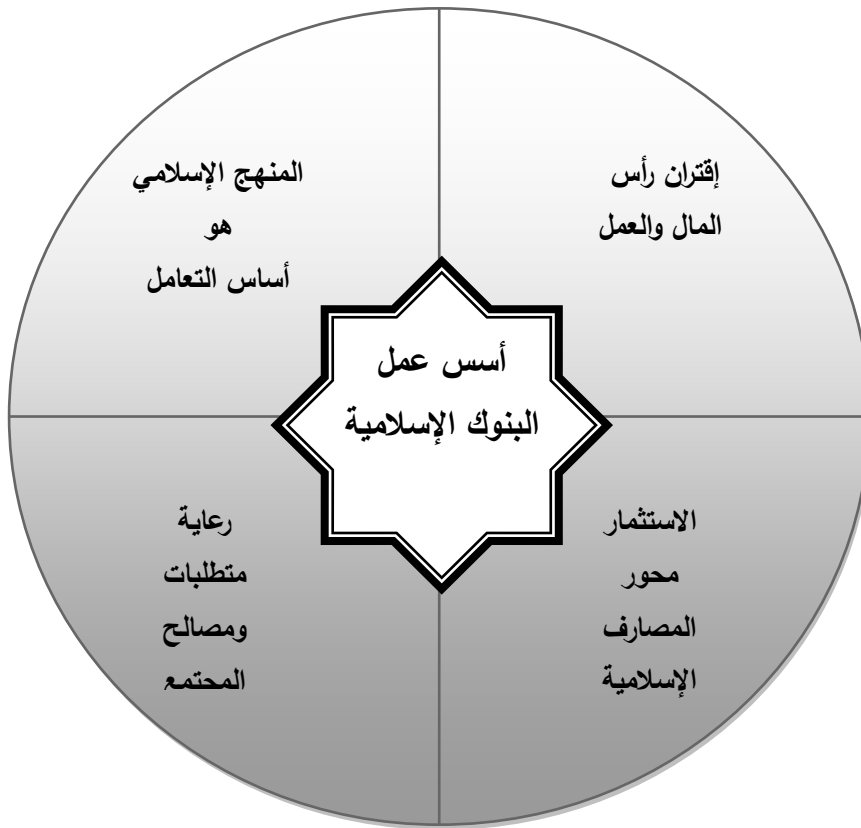 إقتران رأس
المال والعمل
المنهج الإسلامي
هو
أساس التعامل
أسس عمل
البنوك الإسلامية
الاستثمار
محور
المصارف
الإسلامية
رعاية
متطلبات
ومصالح
المجتمع